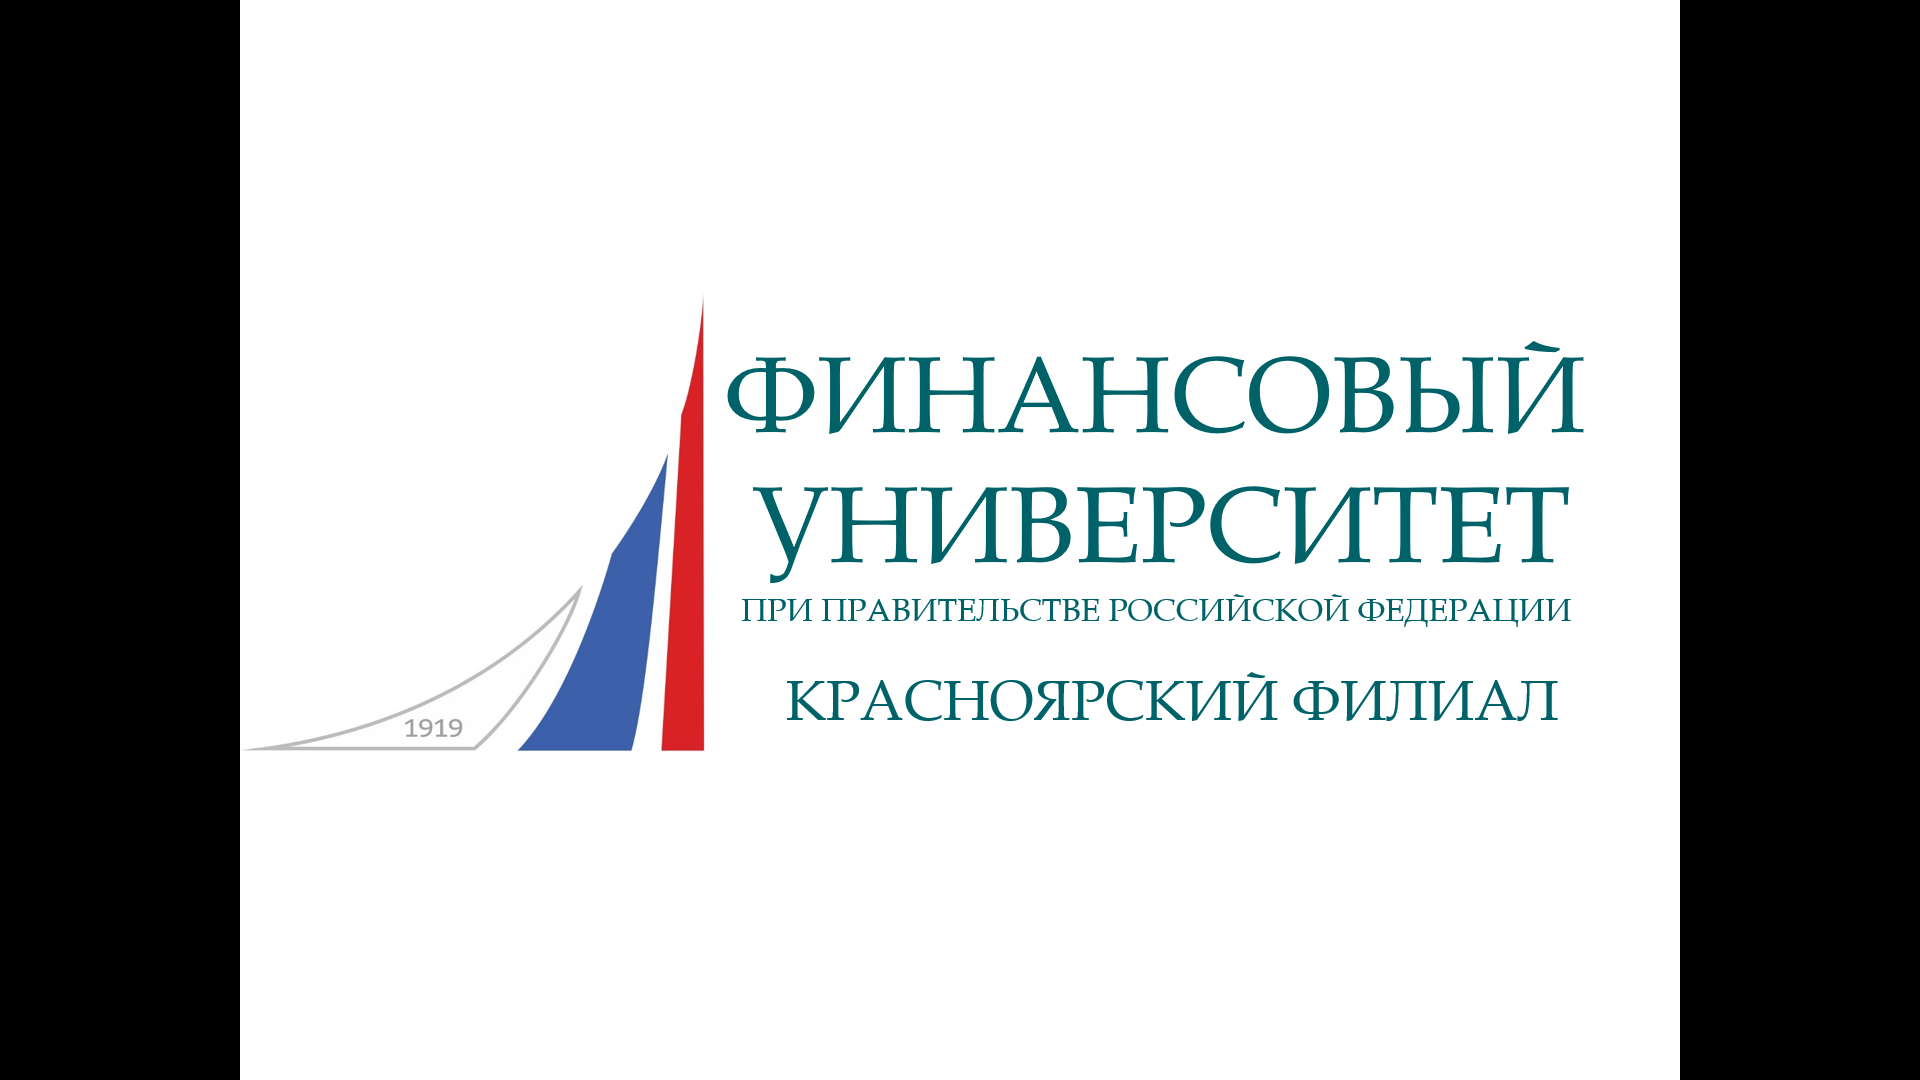 ФИНАНСОВЫЙ
УНИВЕРСИТЕТ
ПРИ ПРАВИТЕЛЬСТВЕ РОССИЙСКОЙ ФЕДЕРАЦИИ
КРАСНОЯРСКИЙ ФИЛИАЛ
1919